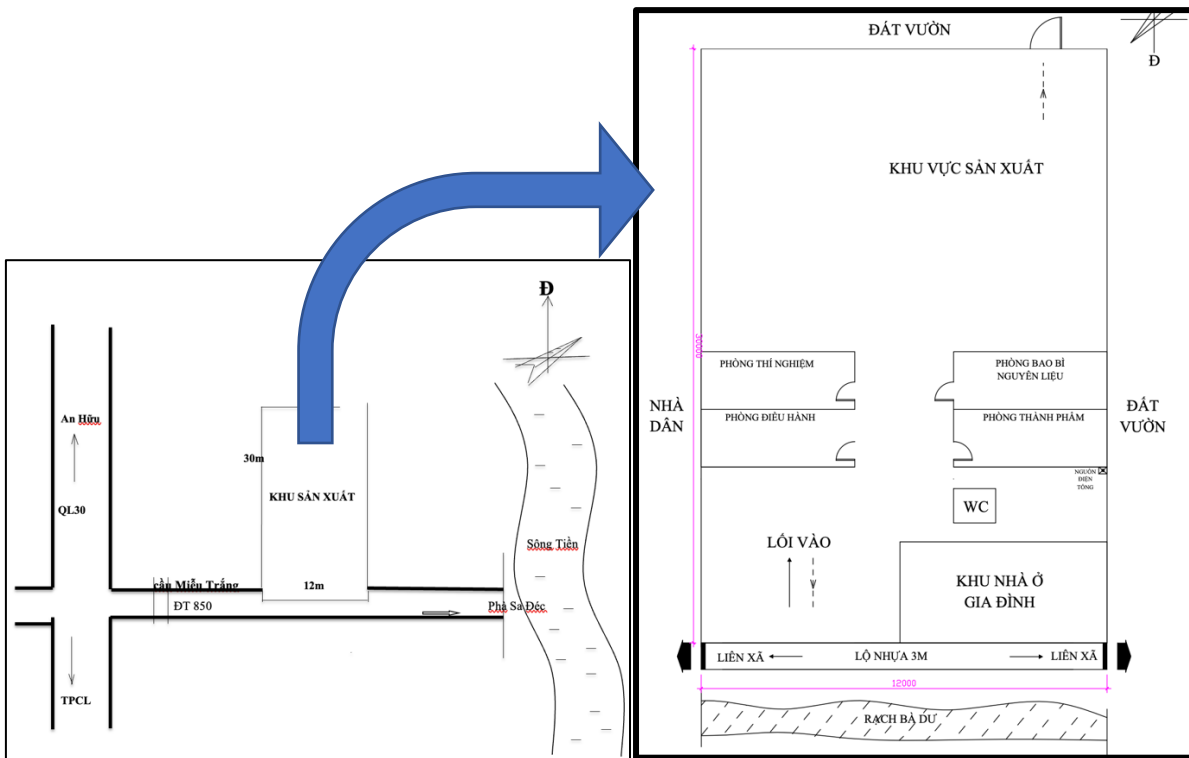 Đ
An Hữu
30m
KHU SẢN XUẤT
QL30
Sông Tiền
cầu Miễu Trắng
12m
ĐT 850
Phà Sa Đéc
TPCL
ĐÁT VƯỜN
Đ
KHU VỰC SẢN XUẤT
30000
PHÒNG THÍ NGHIỆM
PHÒNG BAO BÌ
NGUYÊN LIỆU
NHÀ
DÂN
PHÒNG ĐIỀU HÀNH
PHÒNG THÀNH PHẨM
ĐẤT
VƯỜN
NGUỒN
ĐIỆN
TỔNG
WC
LỐI VÀO
KHU NHÀ Ở
GIA ĐÌNH
LIÊN XÃ
LỘ NHỰA 3M
LIÊN XÃ
12000
RẠCH BÀ DƯ